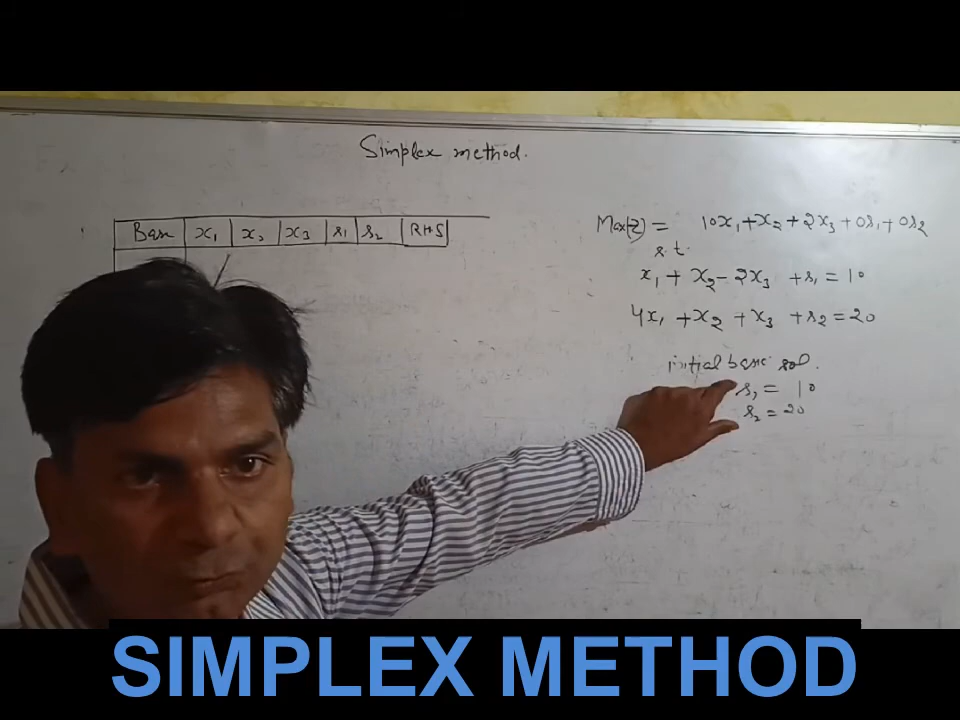 Simplex method.
Base x₁ x₂ x₃ s₁ s₂ RHS
Max(Z) = 10x₁+x₂+2x₃+0s₁+0s₂
s.t.
x₁+x₂-2x₃+s₁=10
4x₁+x₂+x₃+s₂=20
initial basic sol.
s₁=10
s₂=20
SIMPLEX METHOD